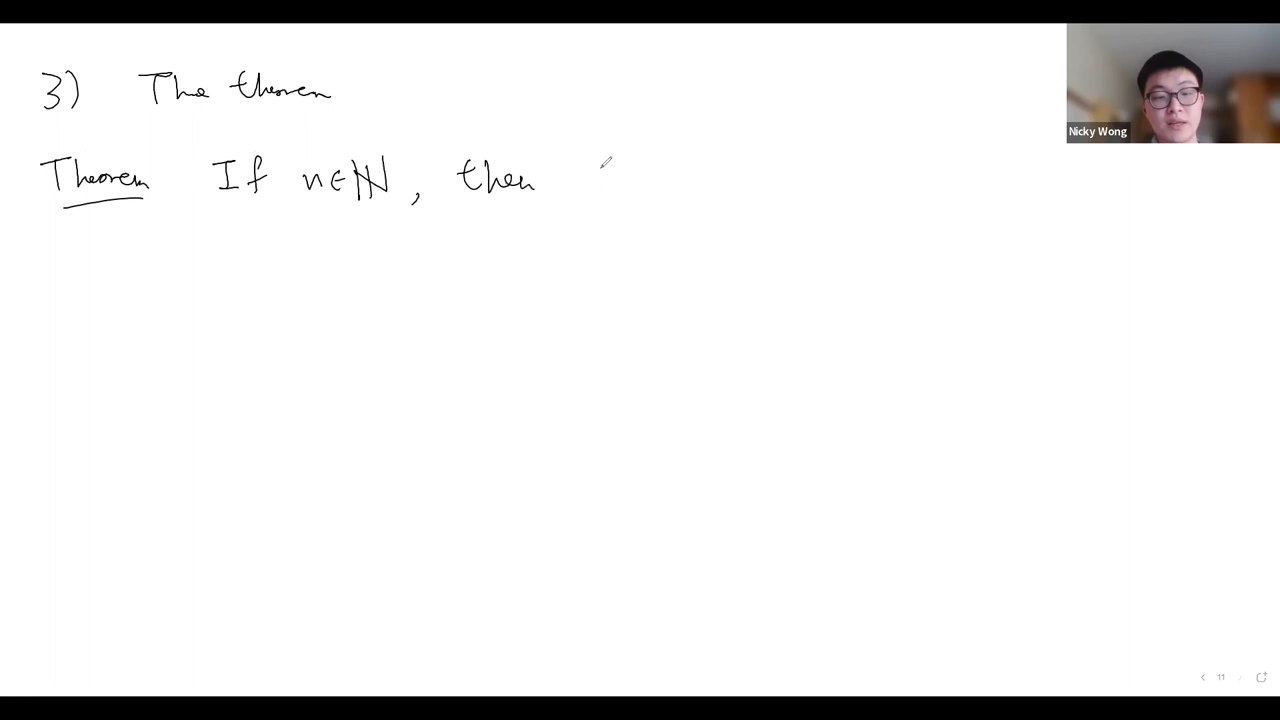 3) The theorem
Nicky Wong
Theorem If n∈ℕ, then
11